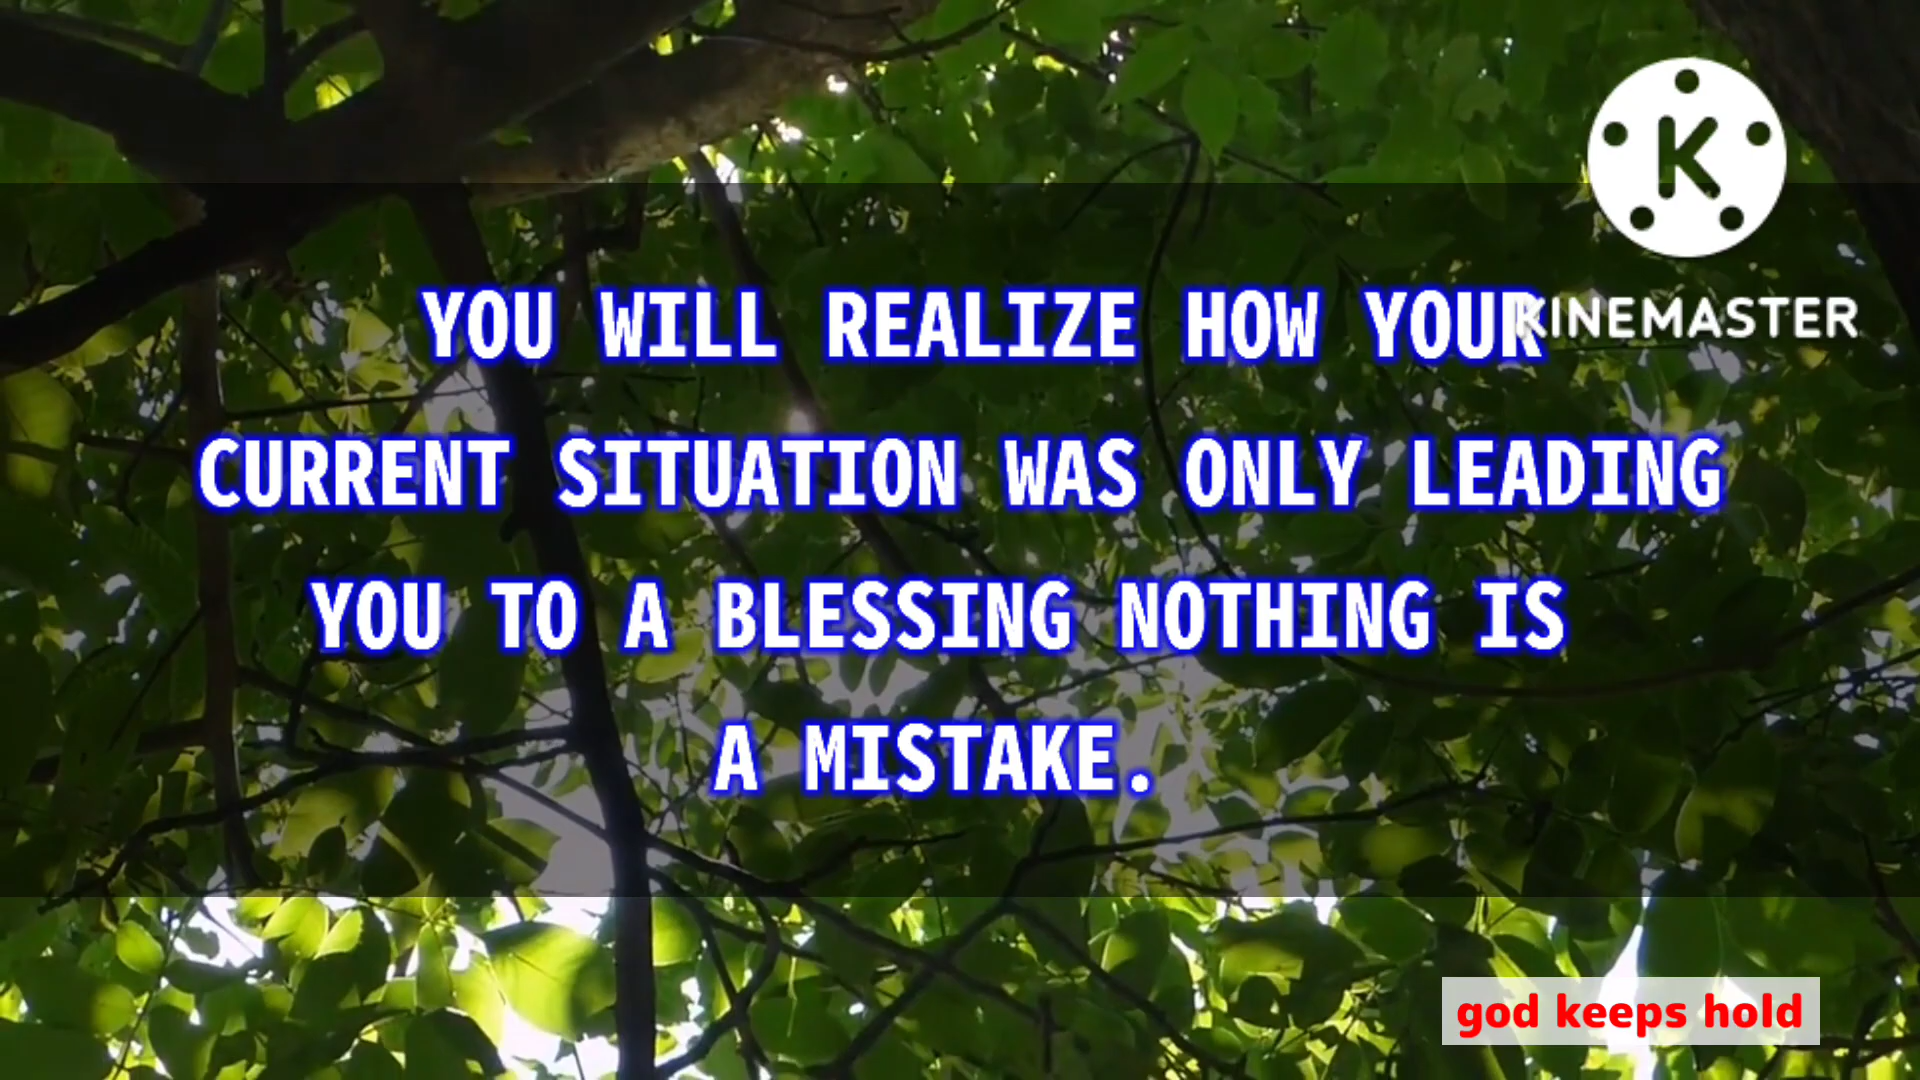 K
KINEMASTER
YOU WILL REALIZE HOW YOUR
CURRENT SITUATION WAS ONLY LEADING
YOU TO A BLESSING NOTHING IS
A MISTAKE.
god keeps hold